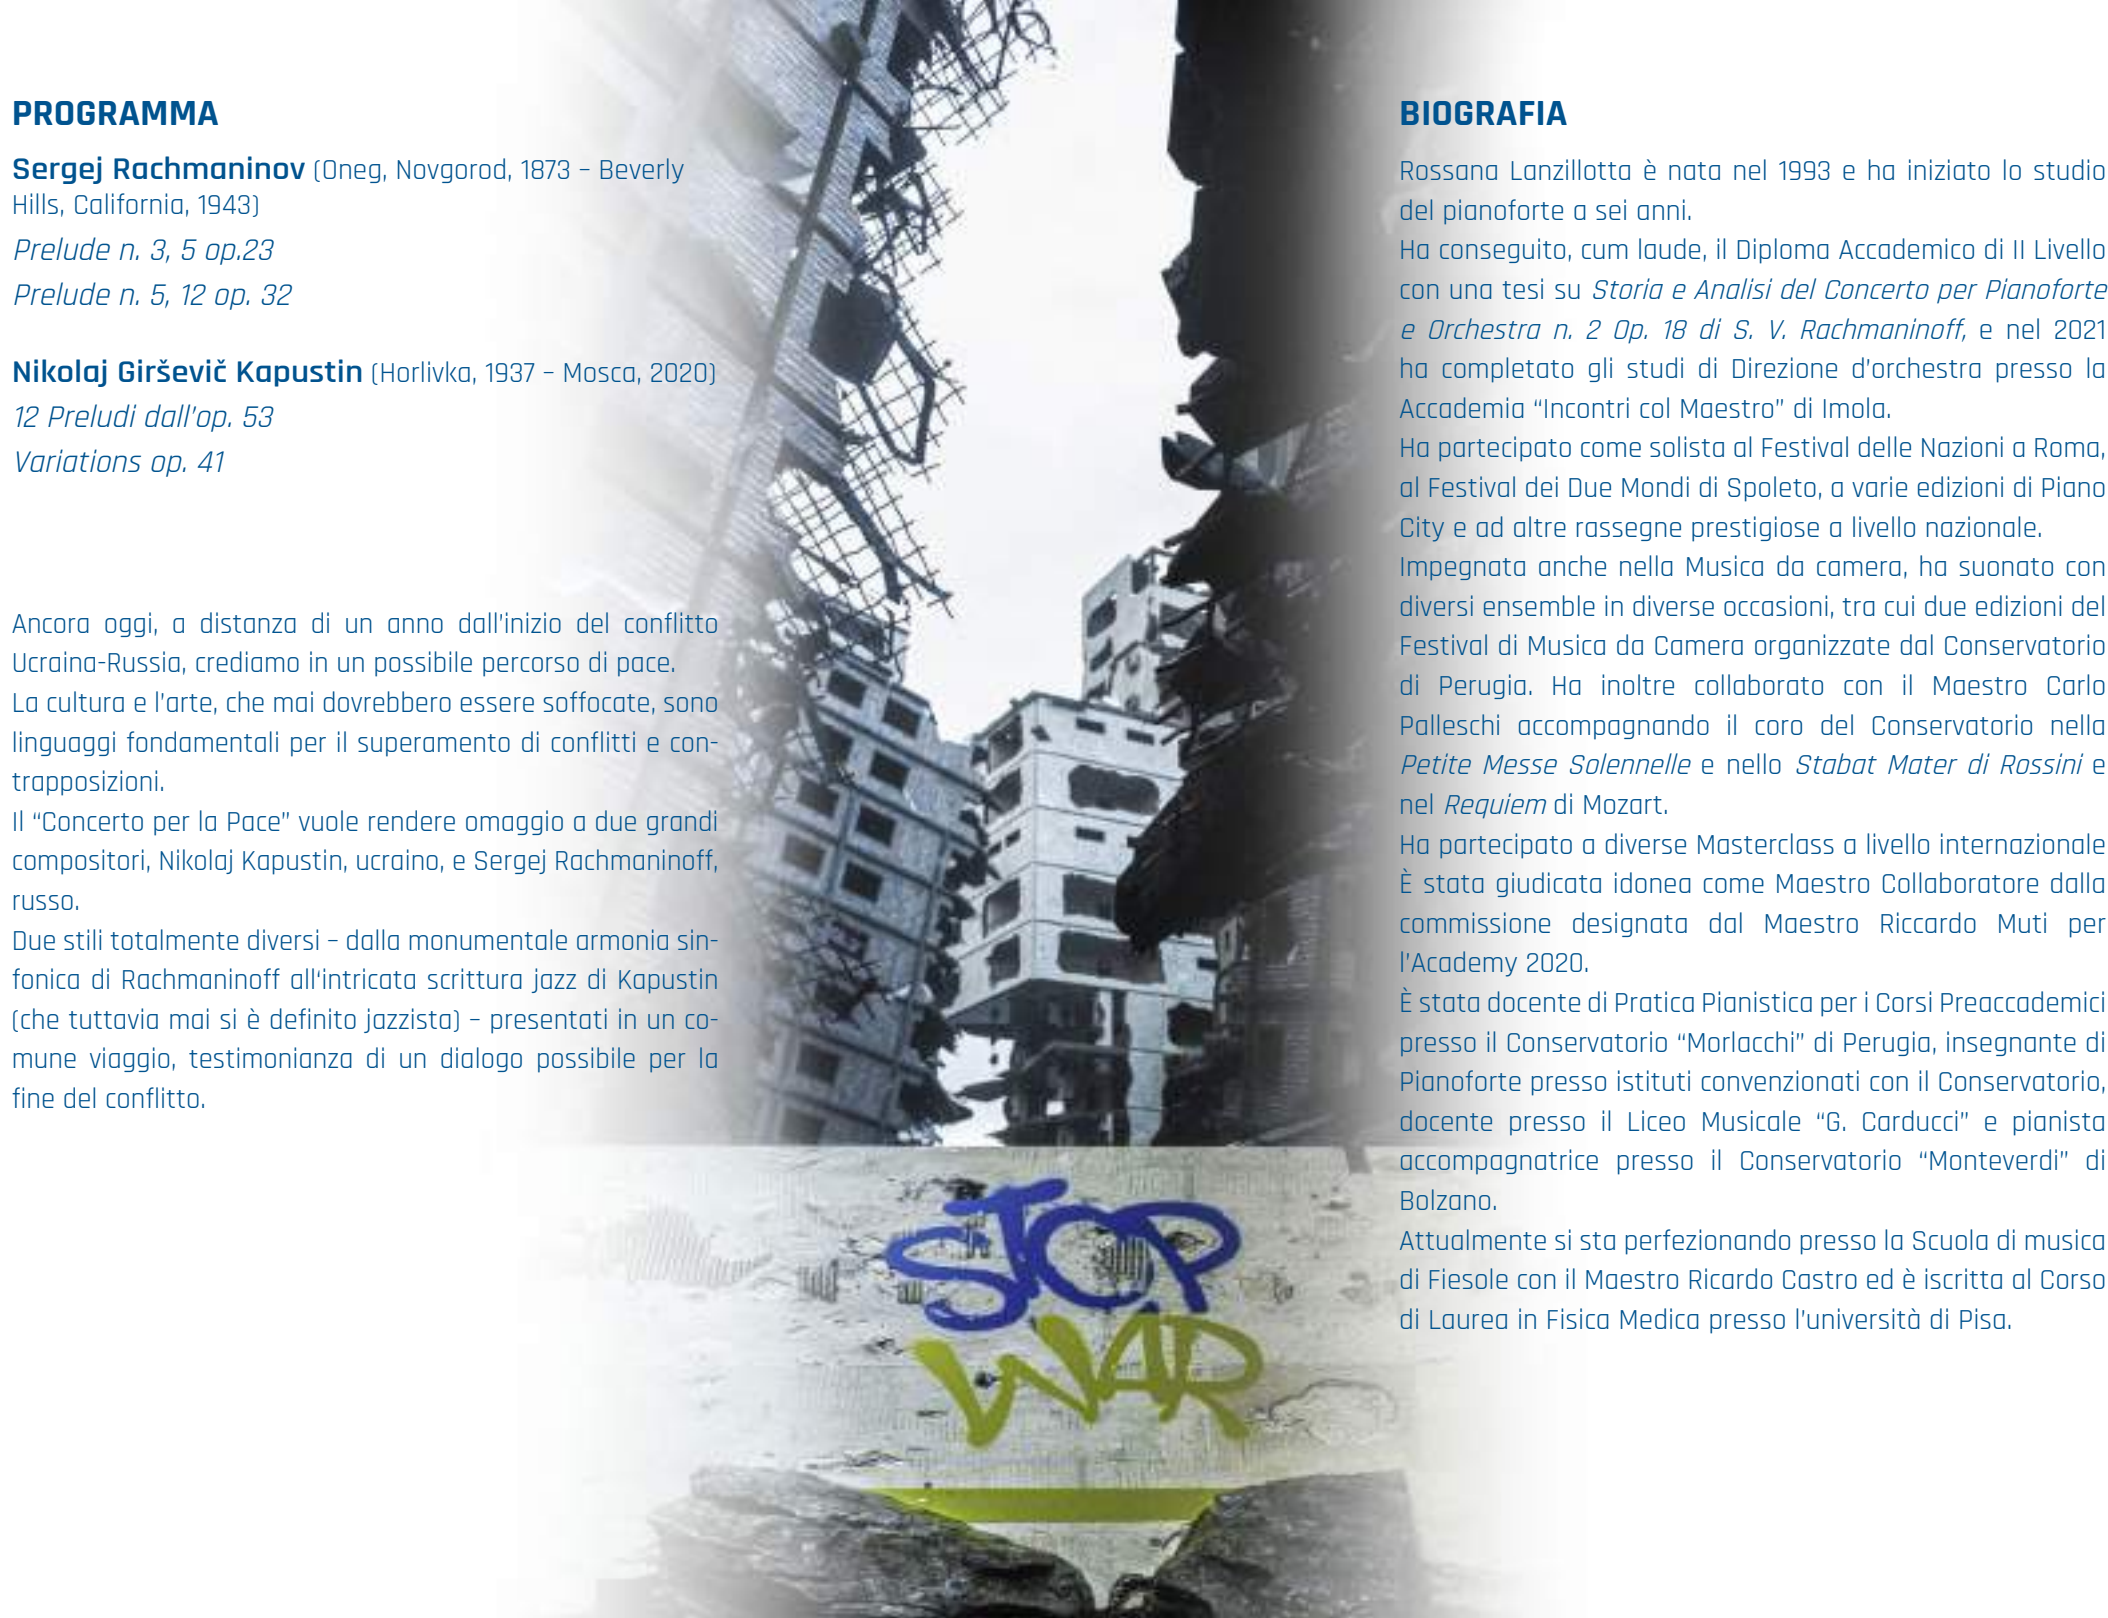 PROGRAMMA
Sergej Rachmaninov (Oneg, Novgorod, 1873 – Beverly
Hills, California, 1943)
Prelude n. 3, 5 op.23
Prelude n. 5, 12 op. 32
Nikolaj Girševič Kapustin (Horlivka, 1937 – Mosca, 2020)
12 Preludi dall’op. 53
Variations op. 41
Ancora oggi, a distanza di un anno dall’inizio del conflitto
Ucraina-Russia, crediamo in un possibile percorso di pace.
La cultura e l’arte, che mai dovrebbero essere soffocate, sono
linguaggi fondamentali per il superamento di conflitti e con-
trapposizioni.
Il “Concerto per la Pace” vuole rendere omaggio a due grandi
compositori, Nikolaj Kapustin, ucraino, e Sergej Rachmaninoff,
russo.
Due stili totalmente diversi – dalla monumentale armonia sin-
fonica di Rachmaninoff all‘intricata scrittura jazz di Kapustin
(che tuttavia mai si è definito jazzista) – presentati in un co-
mune viaggio, testimonianza di un dialogo possibile per la
fine del conflitto.
STOP
WAR
BIOGRAFIA
Rossana Lanzillotta è nata nel 1993 e ha iniziato lo studio
del pianoforte a sei anni.
Ha conseguito, cum laude, il Diploma Accademico di II Livello
con una tesi su Storia e Analisi del Concerto per Pianoforte
e Orchestra n. 2 Op. 18 di S. V. Rachmaninoff, e nel 2021
ha completato gli studi di Direzione d’orchestra presso la
Accademia “Incontri col Maestro” di Imola.
Ha partecipato come solista al Festival delle Nazioni a Roma,
al Festival dei Due Mondi di Spoleto, a varie edizioni di Piano
City e ad altre rassegne prestigiose a livello nazionale.
Impegnata anche nella Musica da camera, ha suonato con
diversi ensemble in diverse occasioni, tra cui due edizioni del
Festival di Musica da Camera organizzate dal Conservatorio
di Perugia. Ha inoltre collaborato con il Maestro Carlo
Palleschi accompagnando il coro del Conservatorio nella
Petite Messe Solennelle e nello Stabat Mater di Rossini e
nel Requiem di Mozart.
Ha partecipato a diverse Masterclass a livello internazionale
È stata giudicata idonea come Maestro Collaboratore dalla
commissione designata dal Maestro Riccardo Muti per
l’Academy 2020.
È stata docente di Pratica Pianistica per i Corsi Preaccademici
presso il Conservatorio “Morlacchi” di Perugia, insegnante di
Pianoforte presso istituti convenzionati con il Conservatorio,
docente presso il Liceo Musicale “G. Carducci” e pianista
accompagnatrice presso il Conservatorio “Monteverdi” di
Bolzano.
Attualmente si sta perfezionando presso la Scuola di musica
di Fiesole con il Maestro Ricardo Castro ed è iscritta al Corso
di Laurea in Fisica Medica presso l’università di Pisa.